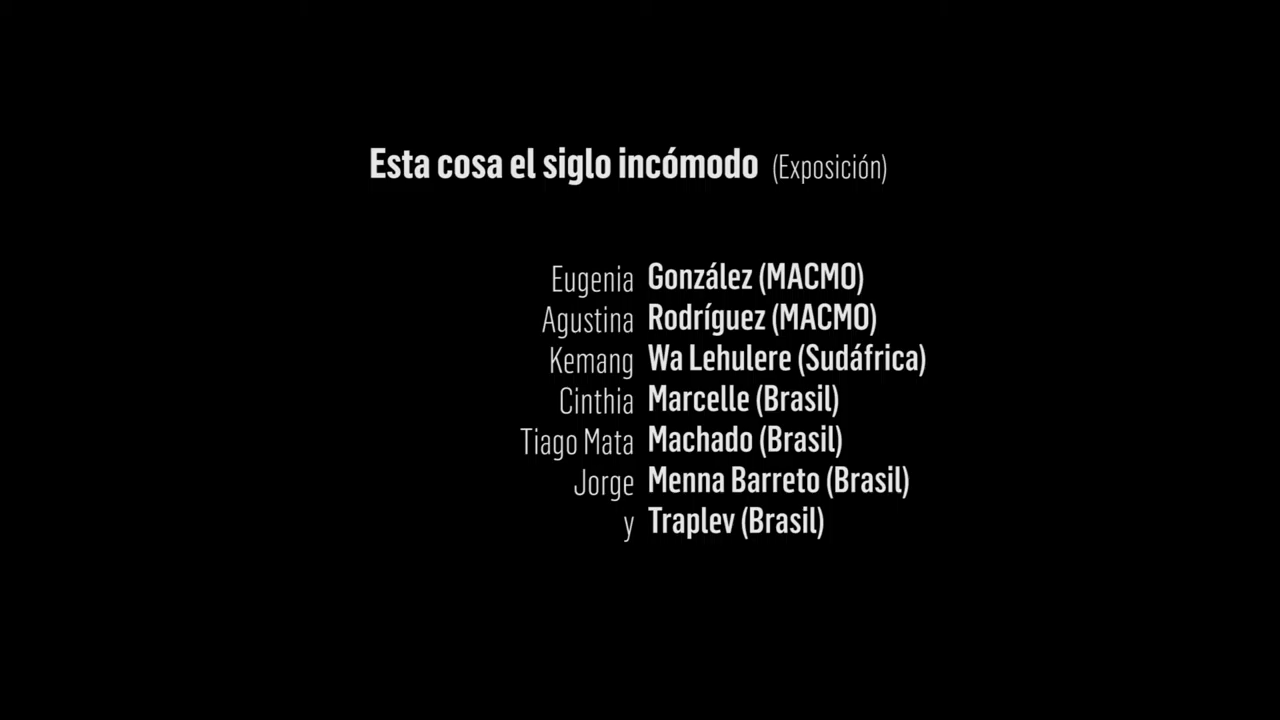 Esta cosa el siglo incómodo (Exposición)
Eugenia González (MACMO)
Agustina Rodríguez (MACMO)
Kemang Wa Lehulere (Sudáfrica)
Cinthia Marcelle (Brasil)
Tiago Mata Machado (Brasil)
Jorge Menna Barreto (Brasil)
y Traplev (Brasil)